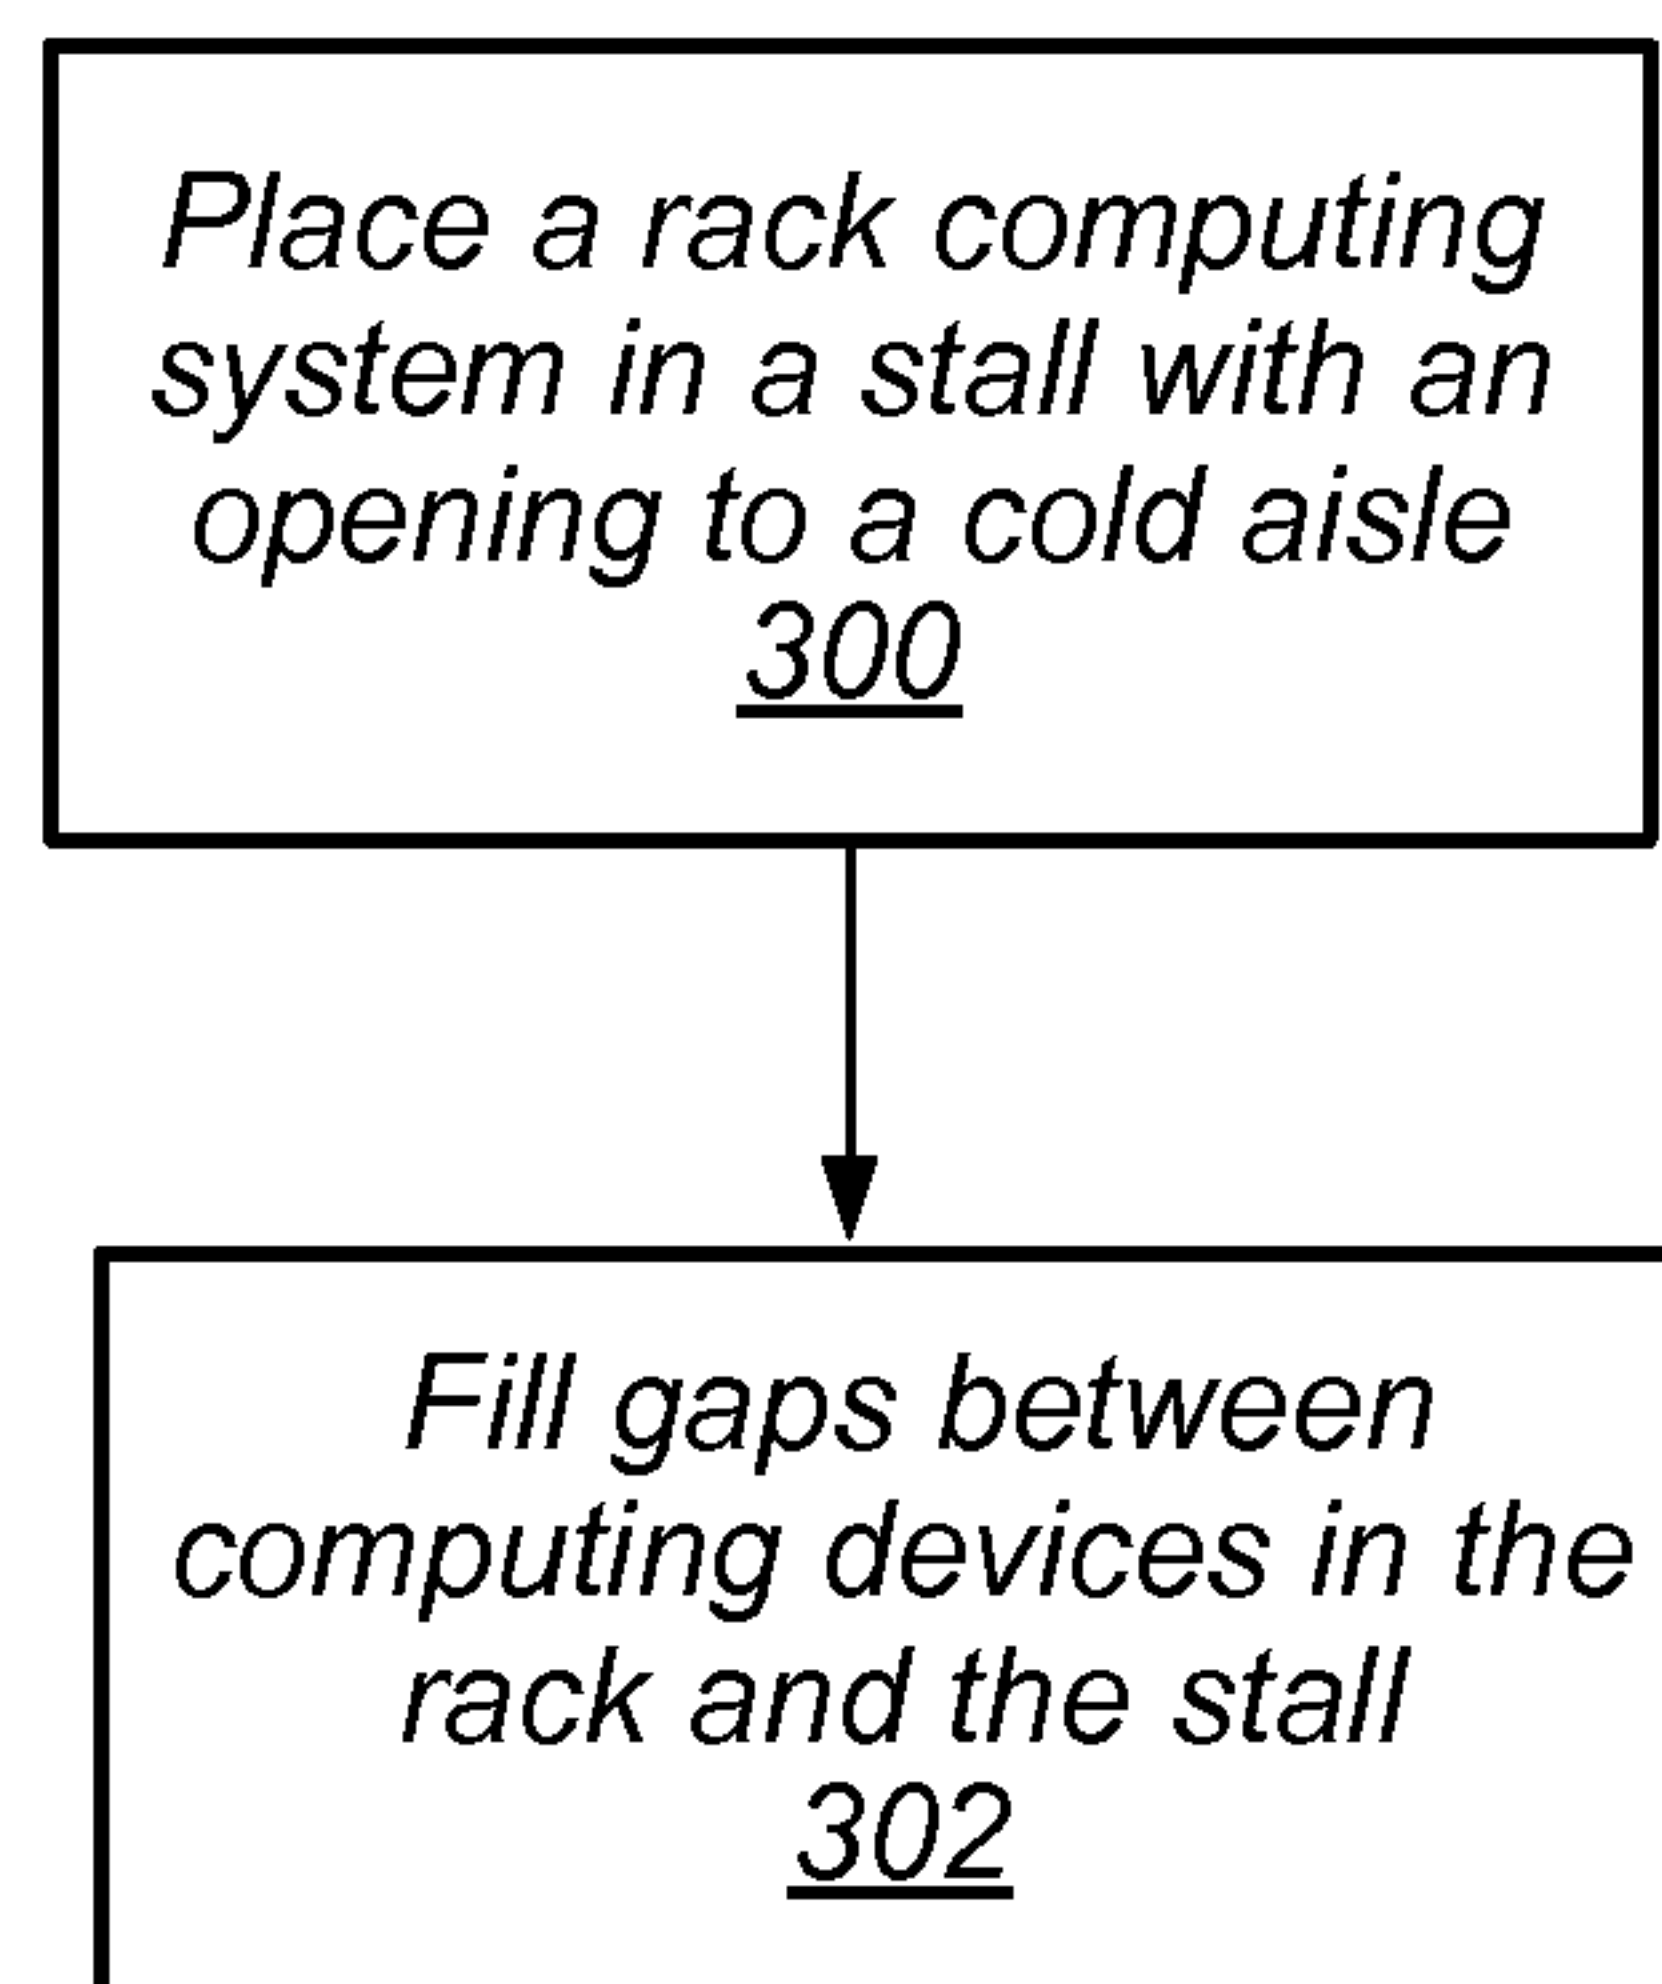 Place a rack computing
system in a stall with an
opening to a cold aisle
300
Fill gaps between
computing devices in the
rack and the stall
302